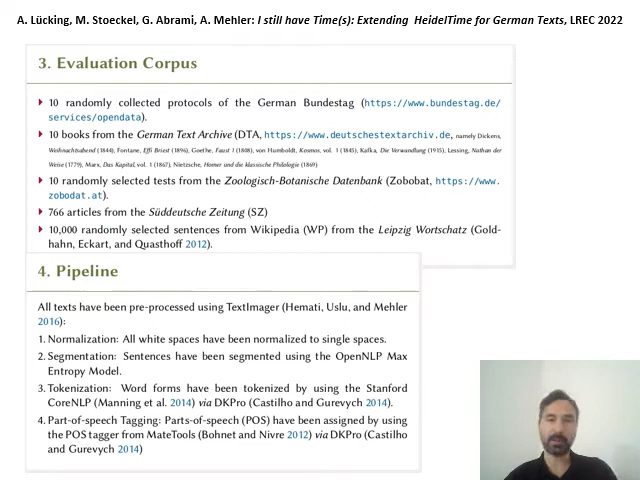 A. Lücking, M. Stoeckel, G. Abrami, A. Mehler: I still have Time(s): Extending HeidelTime for German Texts, LREC 2022
3. Evaluation Corpus
10 randomly collected protocols of the German Bundestag (https://www.bundestag.de/
services/opendata).
10 books from the German Text Archive (DTA, https://www.deutschestextarchiv.de, namely Dickens,
Weihnachtsabend (1844), Fontane, Effi Briest (1896), Goethe, Faust I (1808), von Humboldt, Kosmos, vol. 1 (1845), Kafka, Die Verwandlung (1915), Lessing, Nathan der
Weise (1779), Marx, Das Kapital, vol. 1 (1867), Nietzsche, Homer und die klassische Philologie (1869)
10 randomly selected tests from the Zoologisch-Botanische Datenbank (Zobobat, https://www.
zobodat.at).
766 articles from the Süddeutsche Zeitung (SZ)
10,000 randomly selected sentences from Wikipedia (WP) from the Leipzig Wortschatz (Gold-
hahn, Eckart, and Quasthoff 2012).
4. Pipeline
All texts have been pre-processed using TextImager (Hemati, Uslu, and Mehler
2016):
1. Normalization: All white spaces have been normalized to single spaces.
2. Segmentation: Sentences have been segmented using the OpenNLP Max
Entropy Model.
3. Tokenization: Word forms have been tokenized by using the Stanford
CoreNLP (Manning et al. 2014) via DKPro (Castilho and Gurevych 2014).
4. Part-of-speech Tagging: Parts-of-speech (POS) have been assigned by using
the POS tagger from MateTools (Bohnet and Nivre 2012) via DKPro (Castilho
and Gurevych 2014)